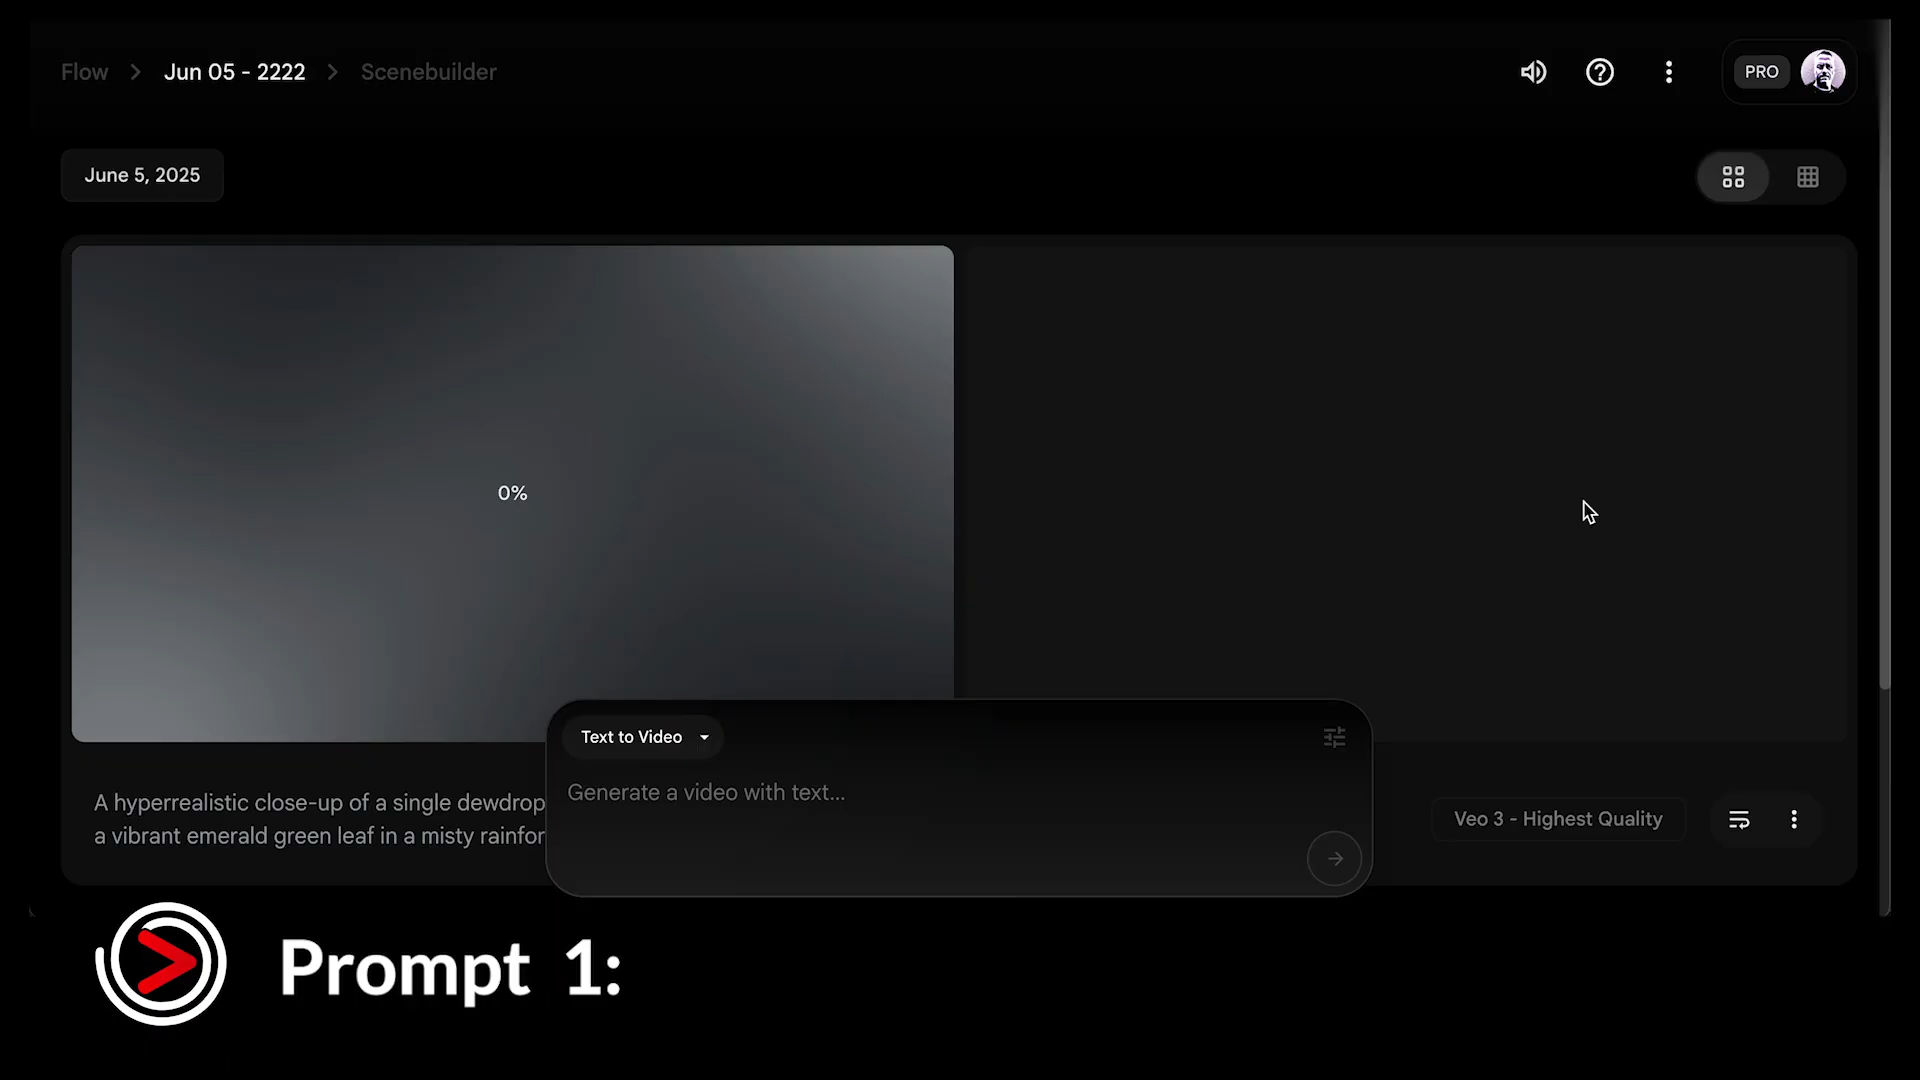 Flow > Jun 05 - 2222 > Scenebuilder
PRO
June 5, 2025
0%
Text to Video
Generate a video with text...
A hyperrealistic close-up of a single dewdrop
a vibrant emerald green leaf in a misty rainfor
Veo 3 - Highest Quality
Prompt 1: